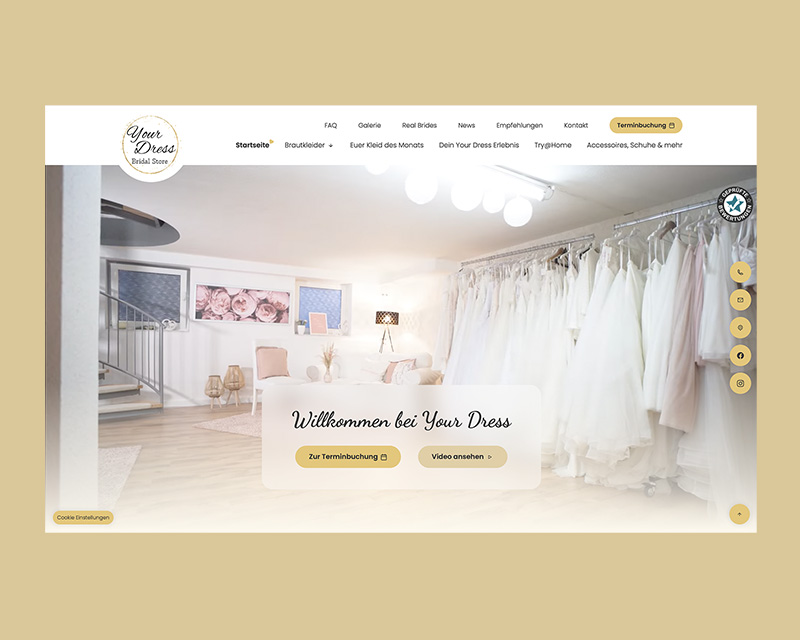 FAQ Galerie Real Brides News Empfehlungen Kontakt Terminbuchung
Your
Dress
Bridal Store
Startseite Brautkleider Euer Kleid des Monats Dein Your Dress Erlebnis Try@Home Accessoires, Schuhe & mehr
GEPRÜFTE
BEWERTUNGEN
Willkommen bei Your Dress
Zur Terminbuchung Video ansehen
Cookie Einstellungen